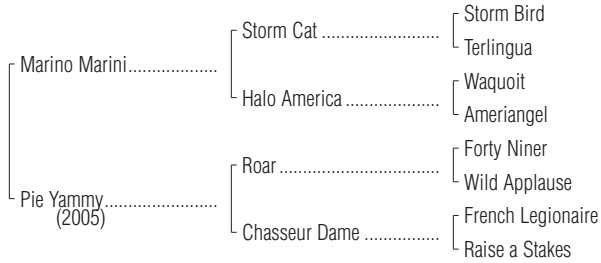 Storm Bird
Storm Cat ..........................
Terlingua
Marino Marini...................
Waquoit
Halo America .....................
Ameriangel
Forty Niner
Roar ...................................
Wild Applause
Pie Yammy........................
(2005)
French Legionaire
Chasseur Dame .................
Raise a Stakes